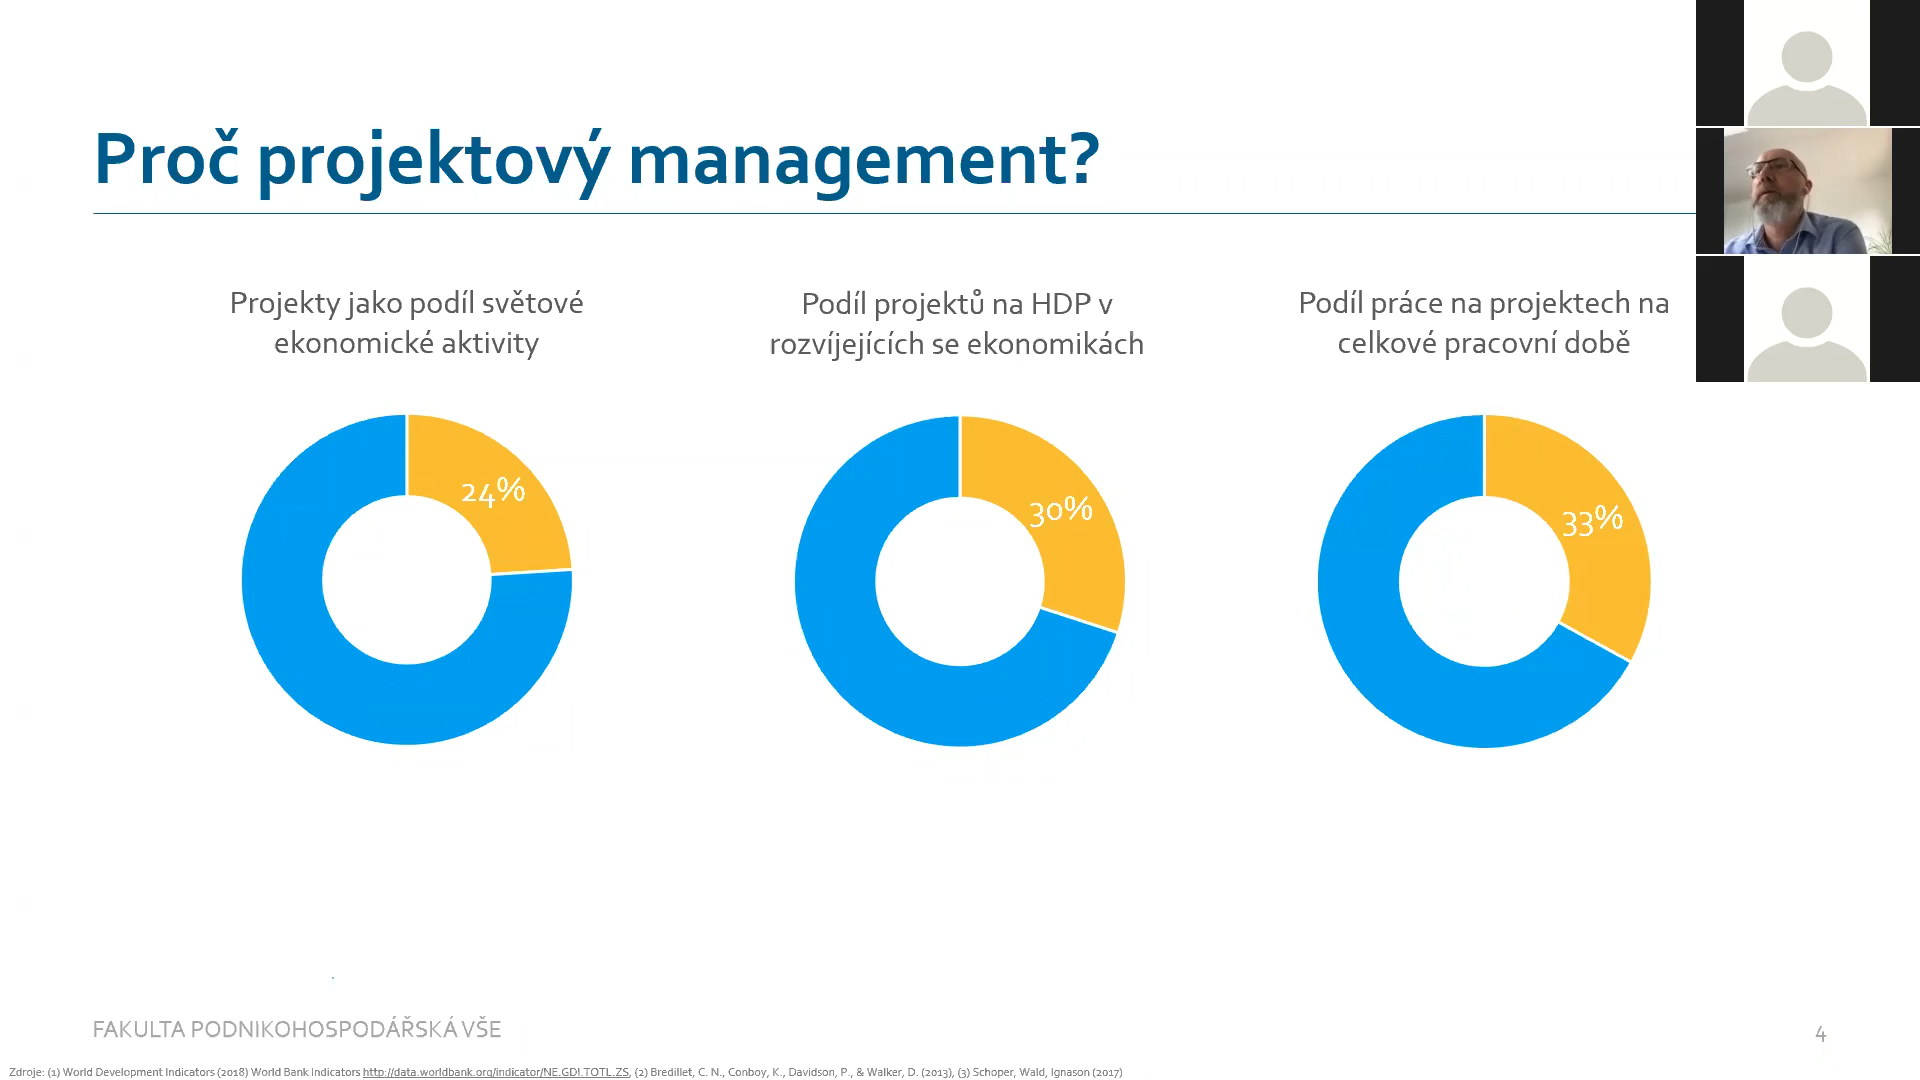 Proč projektový management?
Projekty jako podíl světové
ekonomické aktivity
24%
Podíl projektů na HDP v
rozvíjejících se ekonomikách
30%
Podíl práce na projektech na
celkové pracovní době
33%
FAKULTA PODNIKOHOSPODÁŘSKÁ VŠE
4
Zdroje: (1) World Development Indicators (2018) World Bank Indicators http://data.worldbank.org/indicator/NE.GDI.TOTL.ZS, (2) Bredillet, C. N., Conboy, K., Davidson, P., & Walker, D. (2013), (3) Schoper, Wald, Ignason (2017)